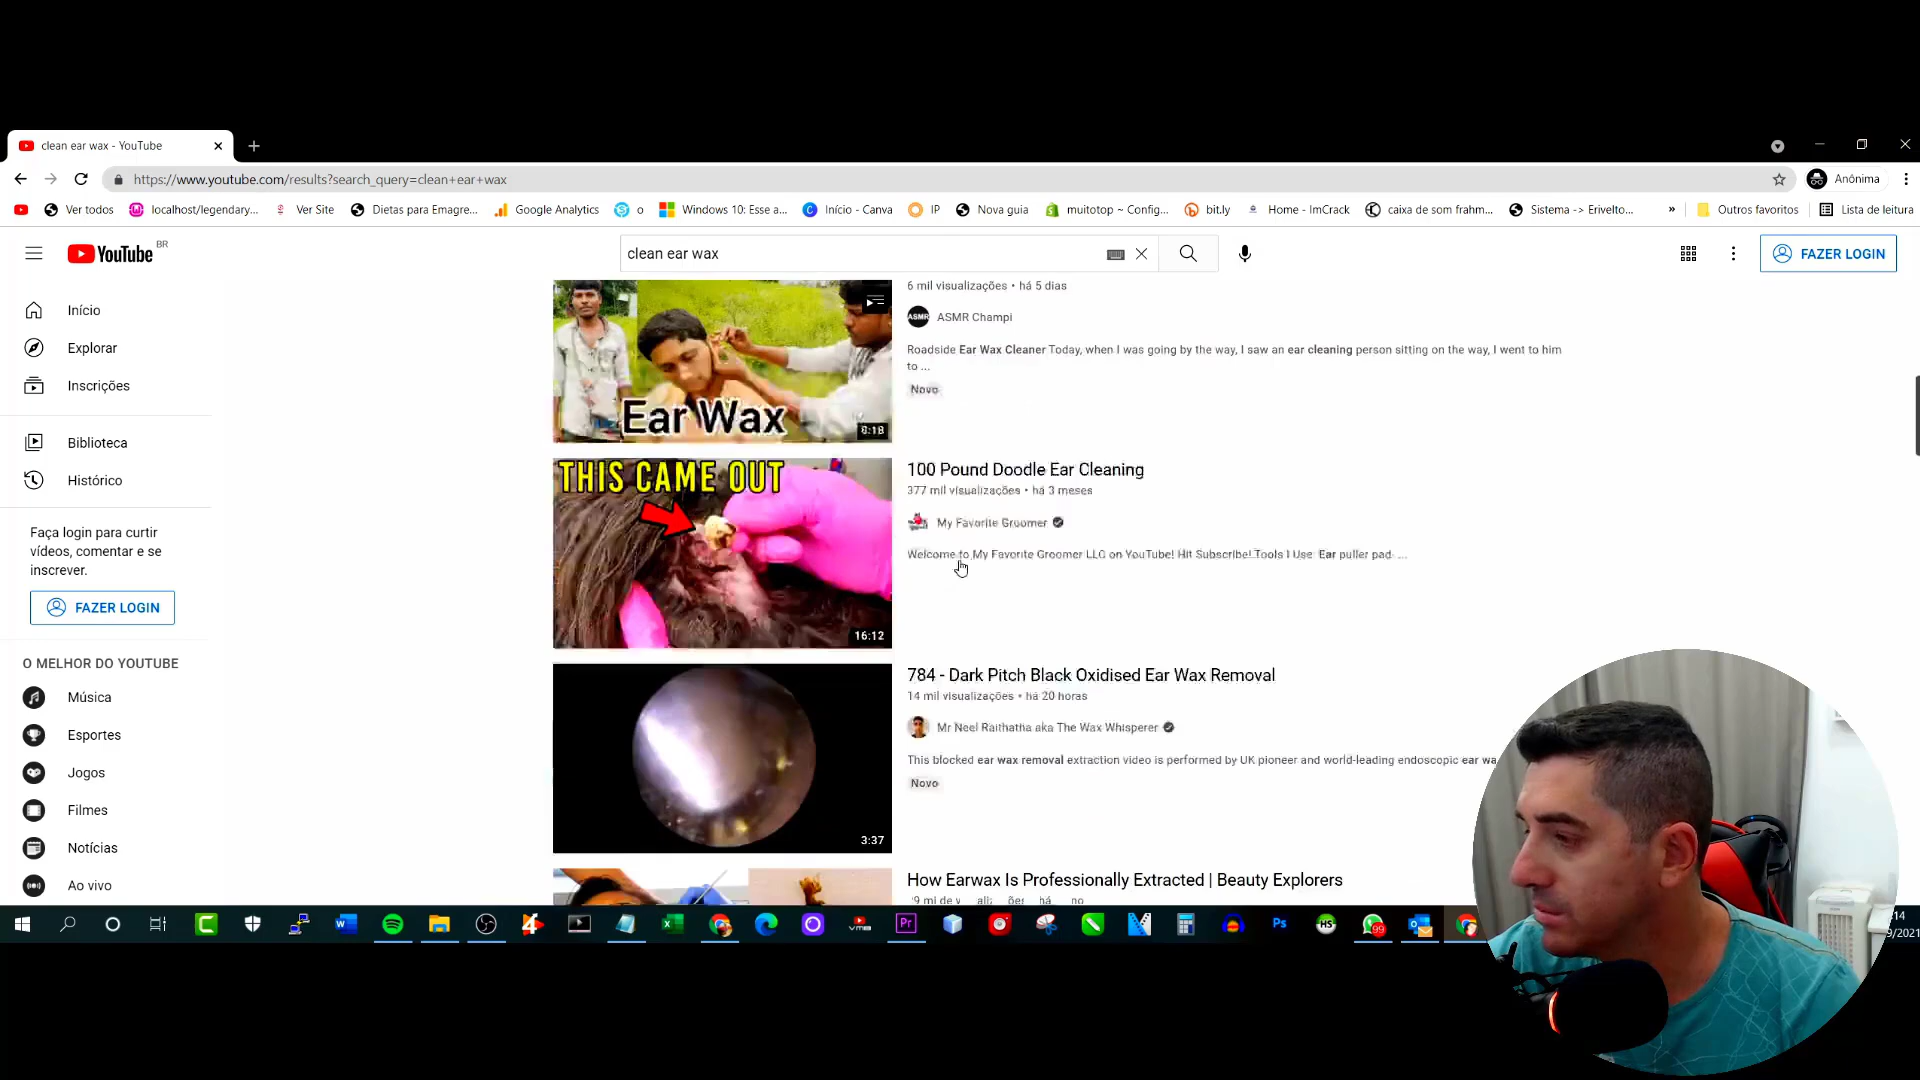 clean ear wax - YouTube
https://www.youtube.com/results?search_query=clean+ear+wax
Anônima
Ver todos
localhost/legendary...
Ver Site
Dietas para Emagre...
Google Analytics
o
Windows 10: Esse a...
Início - Canva
IP
Nova guia
muitotop ~ Config...
bit.ly
Home - ImCrack
caixa de som frahm...
Sistema -> Erivelto...
»
Outros favoritos
Lista de leitura
YouTube BR
clean ear wax
FAZER LOGIN
Início
Explorar
Inscrições
Biblioteca
Histórico
Faça login para curtir
vídeos, comentar e se
inscrever.
FAZER LOGIN
O MELHOR DO YOUTUBE
Música
Esportes
Jogos
Filmes
Notícias
Ao vivo
Ear Wax
8:18
6 mil visualizações • há 5 dias
ASMR
ASMR Champi
Roadside Ear Wax Cleaner Today, when I was going by the way, I saw an ear cleaning person sitting on the way, I went to him
to ...
Novo
THIS CAME OUT
16:12
100 Pound Doodle Ear Cleaning
377 mil visualizações • há 3 meses
My Favorite Groomer
Welcome to My Favorite Groomer LLC on YouTube! Hit Subscribe! Tools I Use Ear puller pad- ...
3:37
784 - Dark Pitch Black Oxidised Ear Wax Removal
14 mil visualizações • há 20 horas
Mr Neel Raithatha aka The Wax Whisperer
This blocked ear wax removal extraction video is performed by UK pioneer and world-leading endoscopic ear wa
Novo
How Earwax Is Professionally Extracted | Beauty Explorers
Pr
Ps
HS
99
:14
9/2021